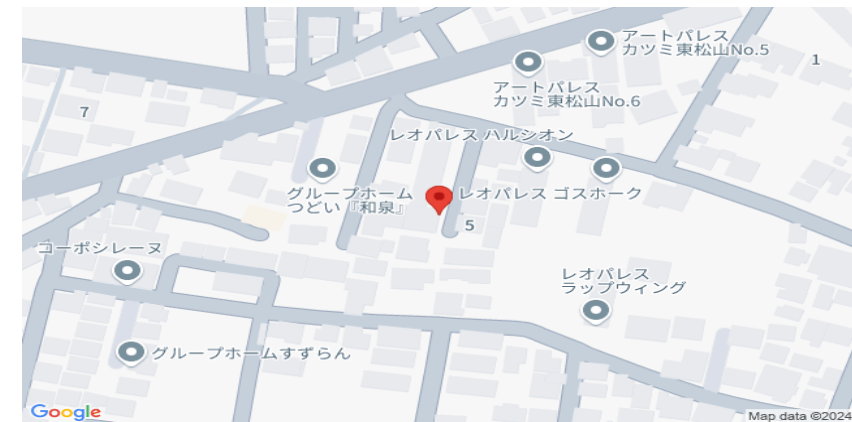 アートパレス
カツミ東松山No.5
1
アートパレス
カツミ東松山No.6
7
レオパレス ハルシオン
グループホーム
つどい『和泉』
レオパレス ゴスホーク
5
コーポシレーヌ
レオパレス
ラップウィング
グループホームすずらん
Google
Map data ©2024